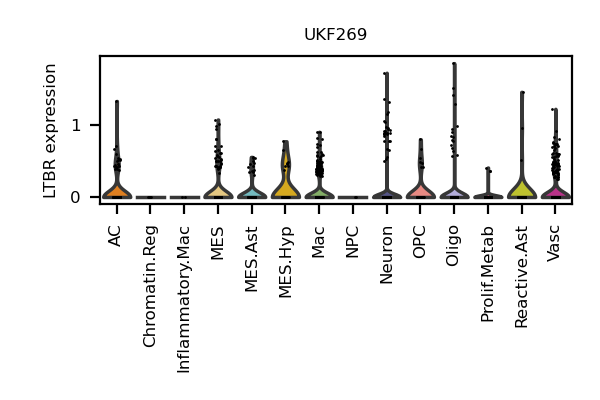 UKF269
LTBR expression
1
0
AC
Chromatin.Reg
Inflammatory.Mac
MES
MES.Ast
MES.Hyp
Mac
NPC
Neuron
OPC
Oligo
Prolif.Metab
Reactive.Ast
Vasc